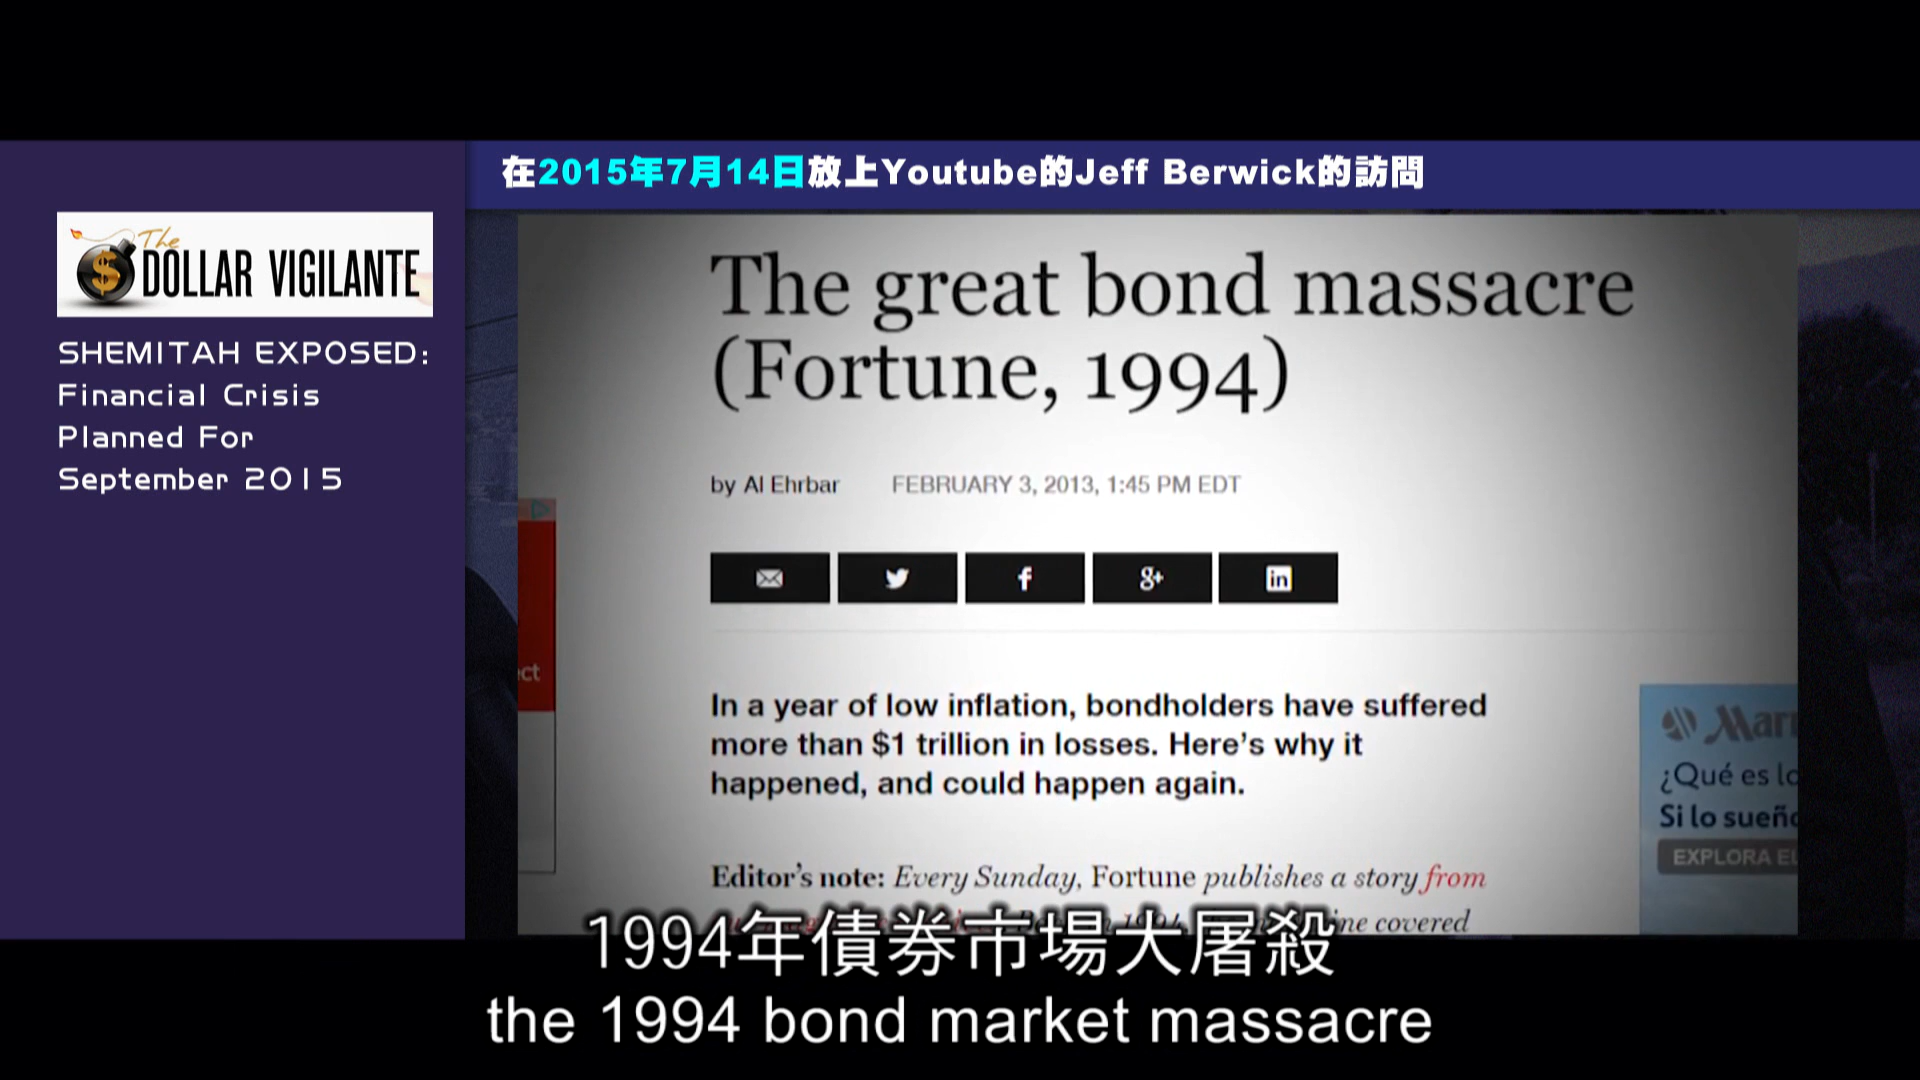 在2015年7月14日放上Youtube的Jeff Berwick的訪問
The
DOLLAR VIGILANTE
SHEMITAH EXPOSED:
Financial Crisis
Planned For
September 2015
The great bond massacre
(Fortune, 1994)
by Al Ehrbar FEBRUARY 3, 2013, 1:45 PM EDT
In a year of low inflation, bondholders have suffered
more than $1 trillion in losses. Here's why it
happened, and could happen again.
Editor's note: Every Sunday, Fortune publishes a story from
covered
¿Qué es
Si lo
EXPLORA
1994年債券市場大屠殺
the 1994 bond market massacre